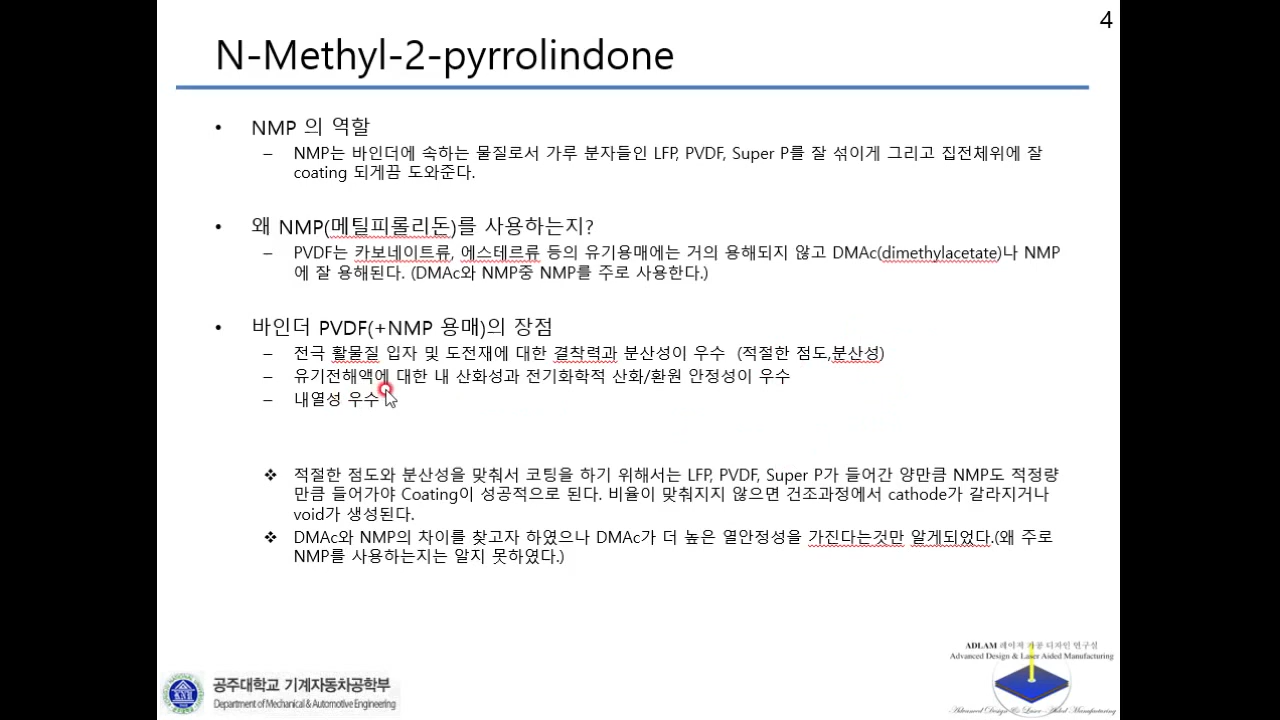 4
N-Methyl-2-pyrrolindone
• NMP 의 역할
– NMP는 바인더에 속하는 물질로서 가루 분자들인 LFP, PVDF, Super P를 잘 섞이게 그리고 집전체위에 잘
coating 되게끔 도와준다.
• 왜 NMP(메틸피롤리돈)를 사용하는지?
– PVDF는 카보네이트류, 에스테르류 등의 유기용매에는 거의 용해되지 않고 DMAc(dimethylacetate)나 NMP
에 잘 용해된다. (DMAc와 NMP중 NMP를 주로 사용한다.)
• 바인더 PVDF(+NMP 용매)의 장점
– 전극 활물질 입자 및 도전재에 대한 결착력과 분산성이 우수 (적절한 점도,분산성)
– 유기전해액에 대한 내 산화성과 전기화학적 산화/환원 안정성이 우수
– 내열성 우수
❖ 적절한 점도와 분산성을 맞춰서 코팅을 하기 위해서는 LFP, PVDF, Super P가 들어간 양만큼 NMP도 적정량
만큼 들어가야 Coating이 성공적으로 된다. 비율이 맞춰지지 않으면 건조과정에서 cathode가 갈라지거나
void가 생성된다.
❖ DMAc와 NMP의 차이를 찾고자 하였으나 DMAc가 더 높은 열안정성을 가진다는것만 알게되었다.(왜 주로
NMP를 사용하는지는 알지 못하였다.)
ADLAM 레이저 가공 디자인 연구실
Advanced Design & Laser Aided Manufacturing
공주대학교 기계자동차공학부
Department of Mechanical & Automotive Engineering
Advanced Design & Laser-Aided Manufacturing